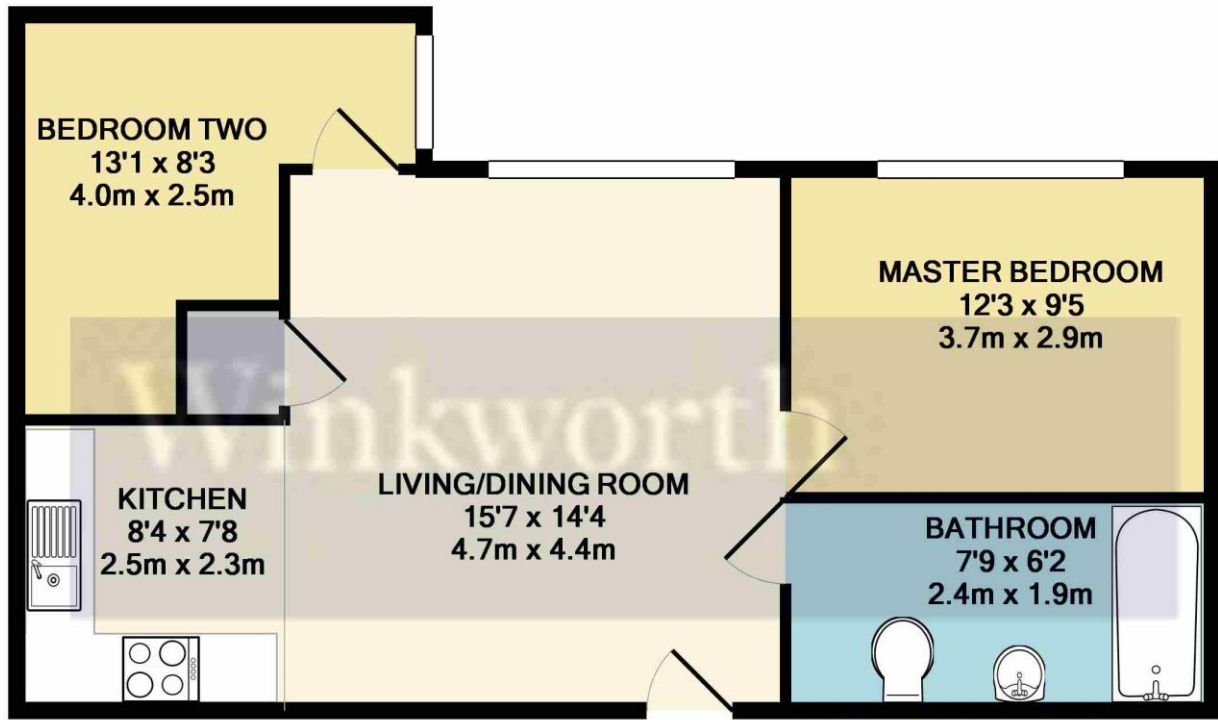 BEDROOM TWO
13'1 x 8'3
4.0m x 2.5m
MASTER BEDROOM
12'3 x 9'5
3.7m x 2.9m
Winkworth
KITCHEN
8'4 x 7'8
2.5m x 2.3m
LIVING/DINING ROOM
15'7 x 14'4
4.7m x 4.4m
BATHROOM
7'9 x 6'2
2.4m x 1.9m